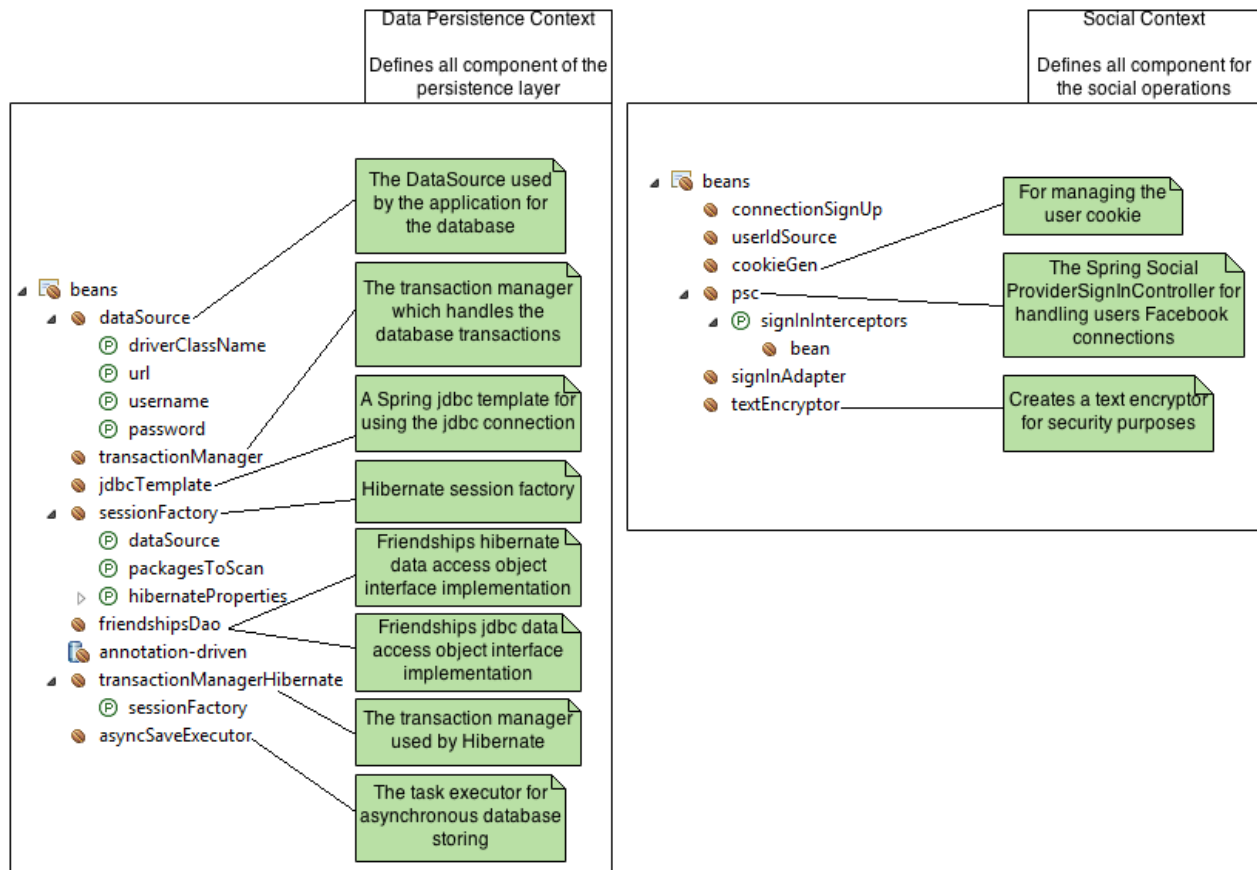 Data Persistence Context
Defines all component of the
persistence layer
The DataSource used
by the application for
the database
The transaction manager
which handles the
database transactions
A Spring jdbc template for
using the jdbc connection
Hibernate session factory
Friendships hibernate
data access object
interface implementation
Friendships jdbc data
access object interface
implementation
The transaction manager
used by Hibernate
The task executor for
asynchronous database
storing
beans
dataSource
P driverClassName
P url
P username
P password
transactionManager
jdbcTemplate
sessionFactory
P dataSource
P packagesToScan
P hibernateProperties
friendshipsDao
annotation-driven
transactionManagerHibernate
P sessionFactory
asyncSaveExecutor
Social Context
Defines all component for
the social operations
beans
connectionSignUp
userIdSource
cookieGen
psc
P signInInterceptors
bean
signInAdapter
textEncryptor
For managing the
user cookie
The Spring Social
ProviderSignInController for
handling users Facebook
connections
Creates a text encryptor
for security purposes